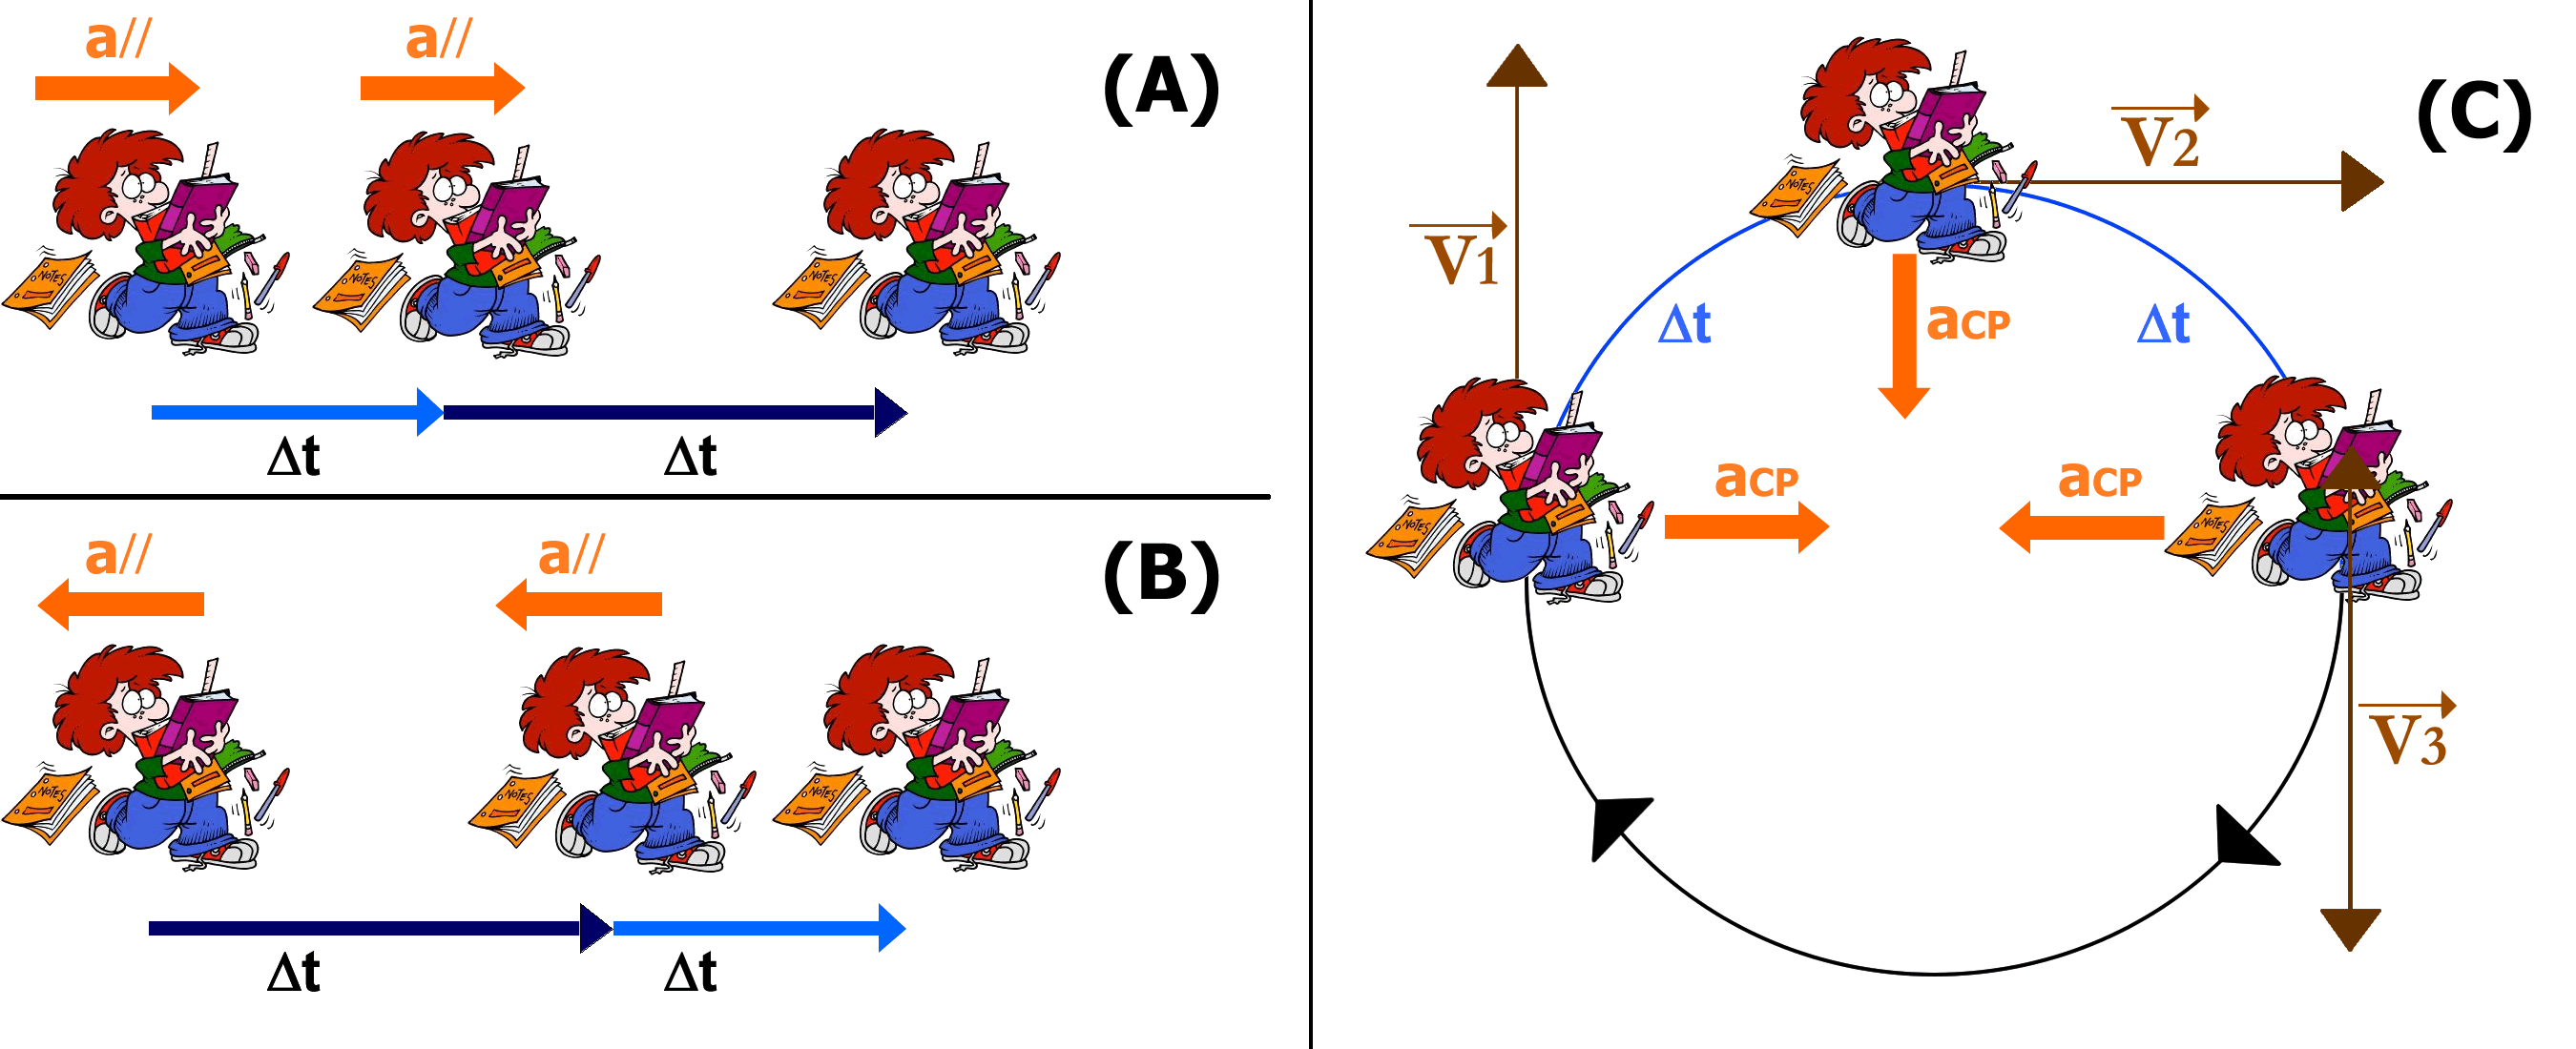 a// a// (A)
NOTES NOTES NOTES
Δt Δt
a// a// (B)
NOTES NOTES NOTES
Δt Δt
(C)
V2
NOTES
V1
Δt aCP Δt
aCP aCP
NOTES NOTES
V3